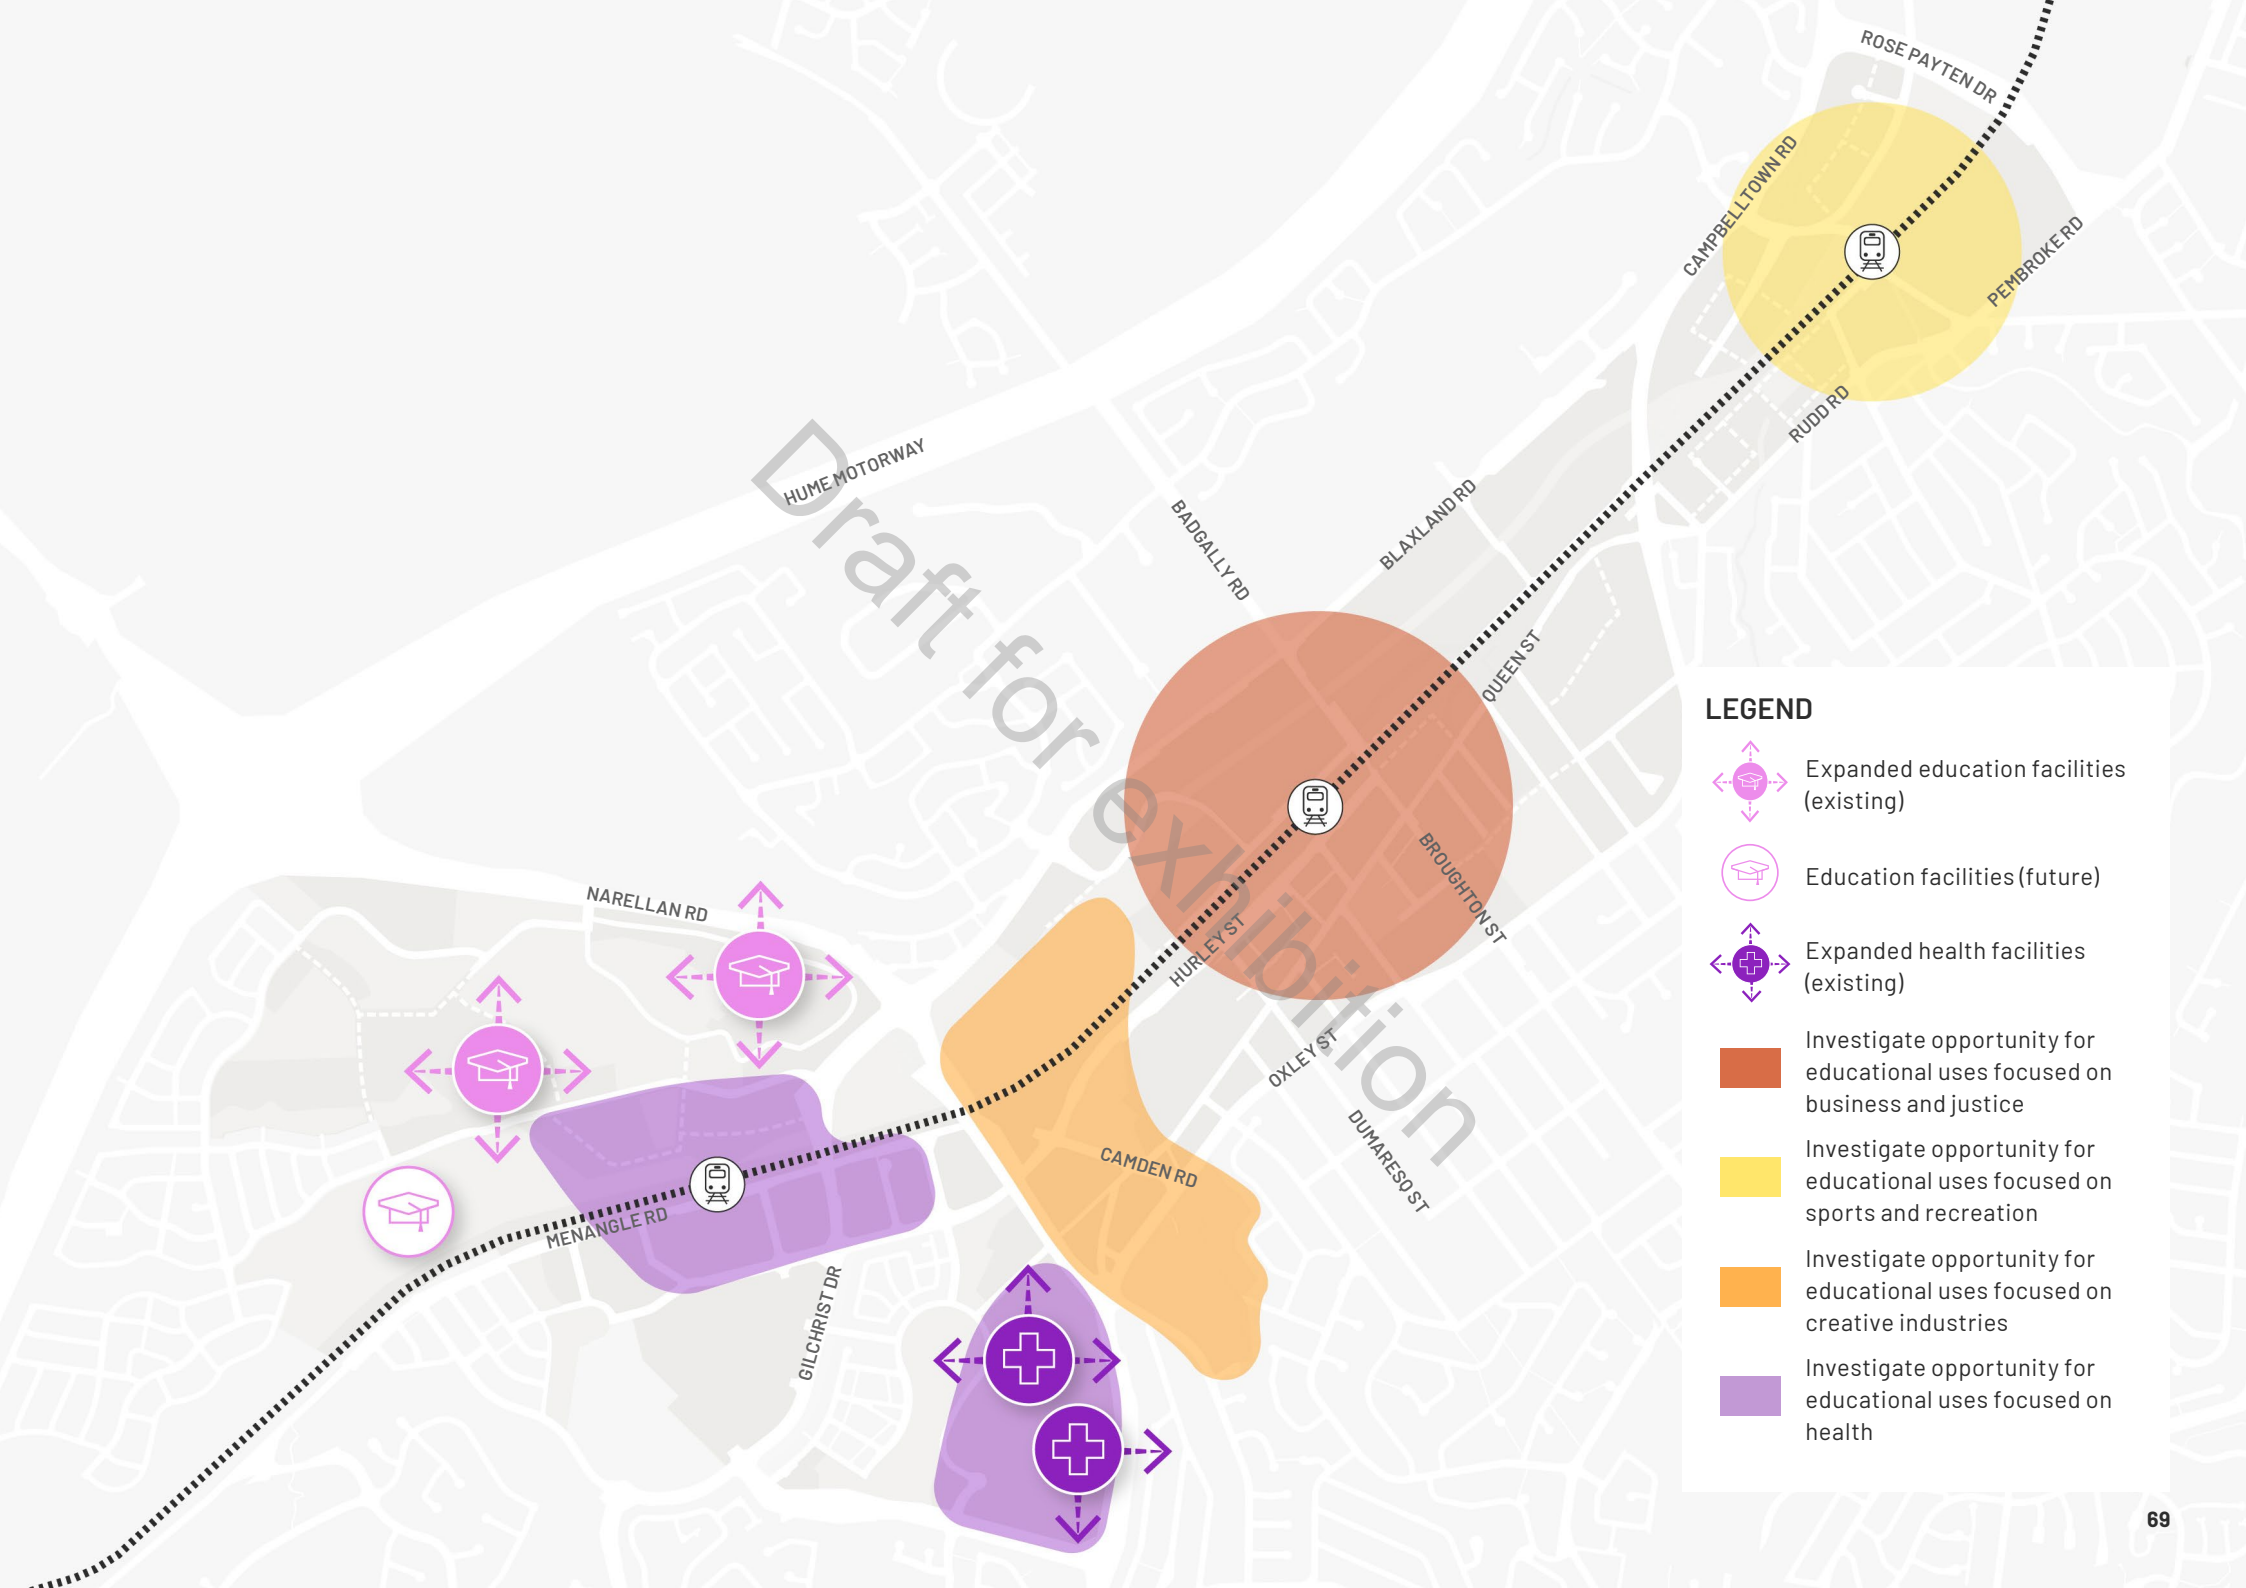 ROSE PAYTEN DR
CAMPBELLTOWN RD
PEMBROKE RD
RUDD RD
HUME MOTORWAY
BADGALLY RD
BLAXLAND RD
QUEEN ST
BROUGHTON ST
HURLEY ST
OXLEY ST
DUMARESQ ST
CAMDEN RD
NARELLAN RD
MENANGLE RD
GILCHRIST DR
Draft for exhibition
LEGEND
Expanded education facilities
(existing)
Education facilities (future)
Expanded health facilities
(existing)
Investigate opportunity for
educational uses focused on
business and justice
Investigate opportunity for
educational uses focused on
sports and recreation
Investigate opportunity for
educational uses focused on
creative industries
Investigate opportunity for
educational uses focused on
health
69